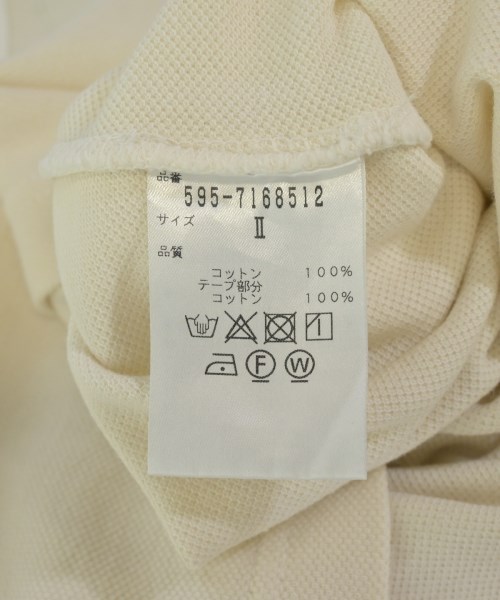 品番
595-7168512
サイズ
Ⅱ
品質
コットン 100%
テープ部分
コットン 100%
F W